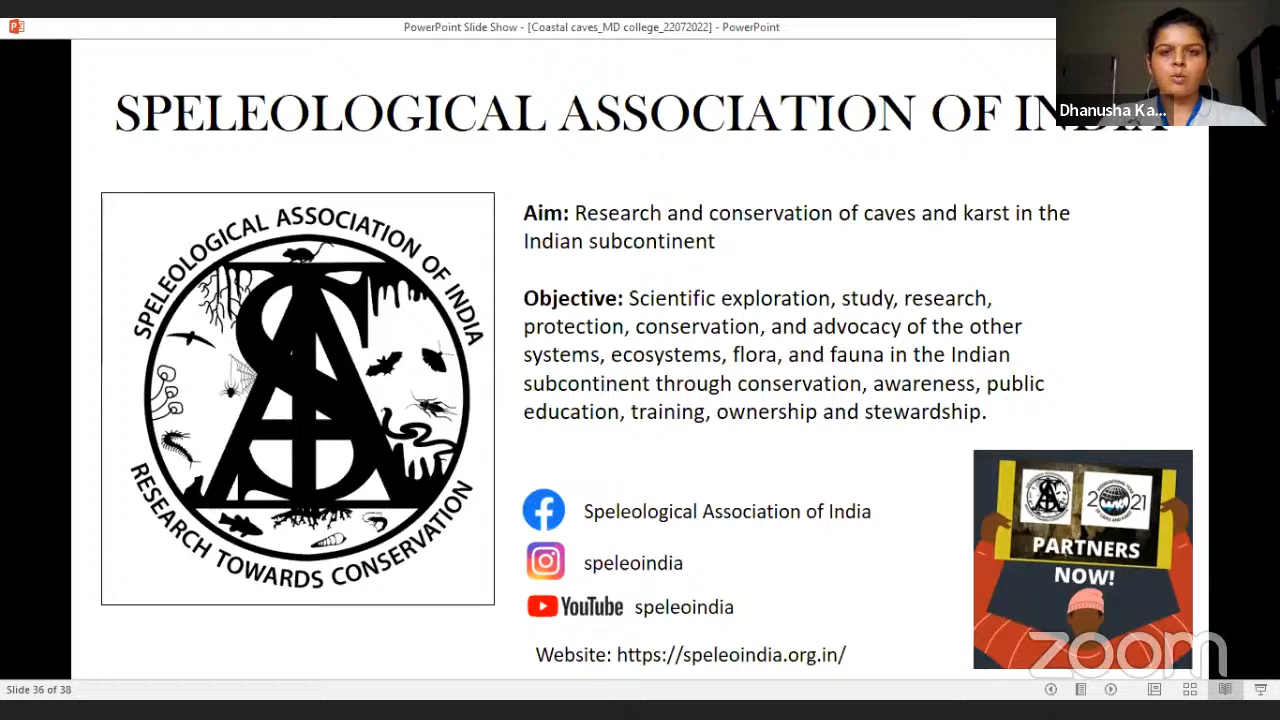 PowerPoint Slide Show - [Coastal caves_MD college_22072022] - PowerPoint
Dhanusha Ka...
SPELEOLOGICAL ASSOCIATION OF INDIA
SPELEOLOGICAL ASSOCIATION OF INDIA
SAI
RESEARCH TOWARDS CONSERVATION
Aim: Research and conservation of caves and karst in the
Indian subcontinent
Objective: Scientific exploration, study, research,
protection, conservation, and advocacy of the other
systems, ecosystems, flora, and fauna in the Indian
subcontinent through conservation, awareness, public
education, training, ownership and stewardship.
Speleological Association of India
speleoindia
YouTube speleoindia
Website: https://speleoindia.org.in/
2021
PARTNERS
NOW!
zoom
Slide 36 of 38